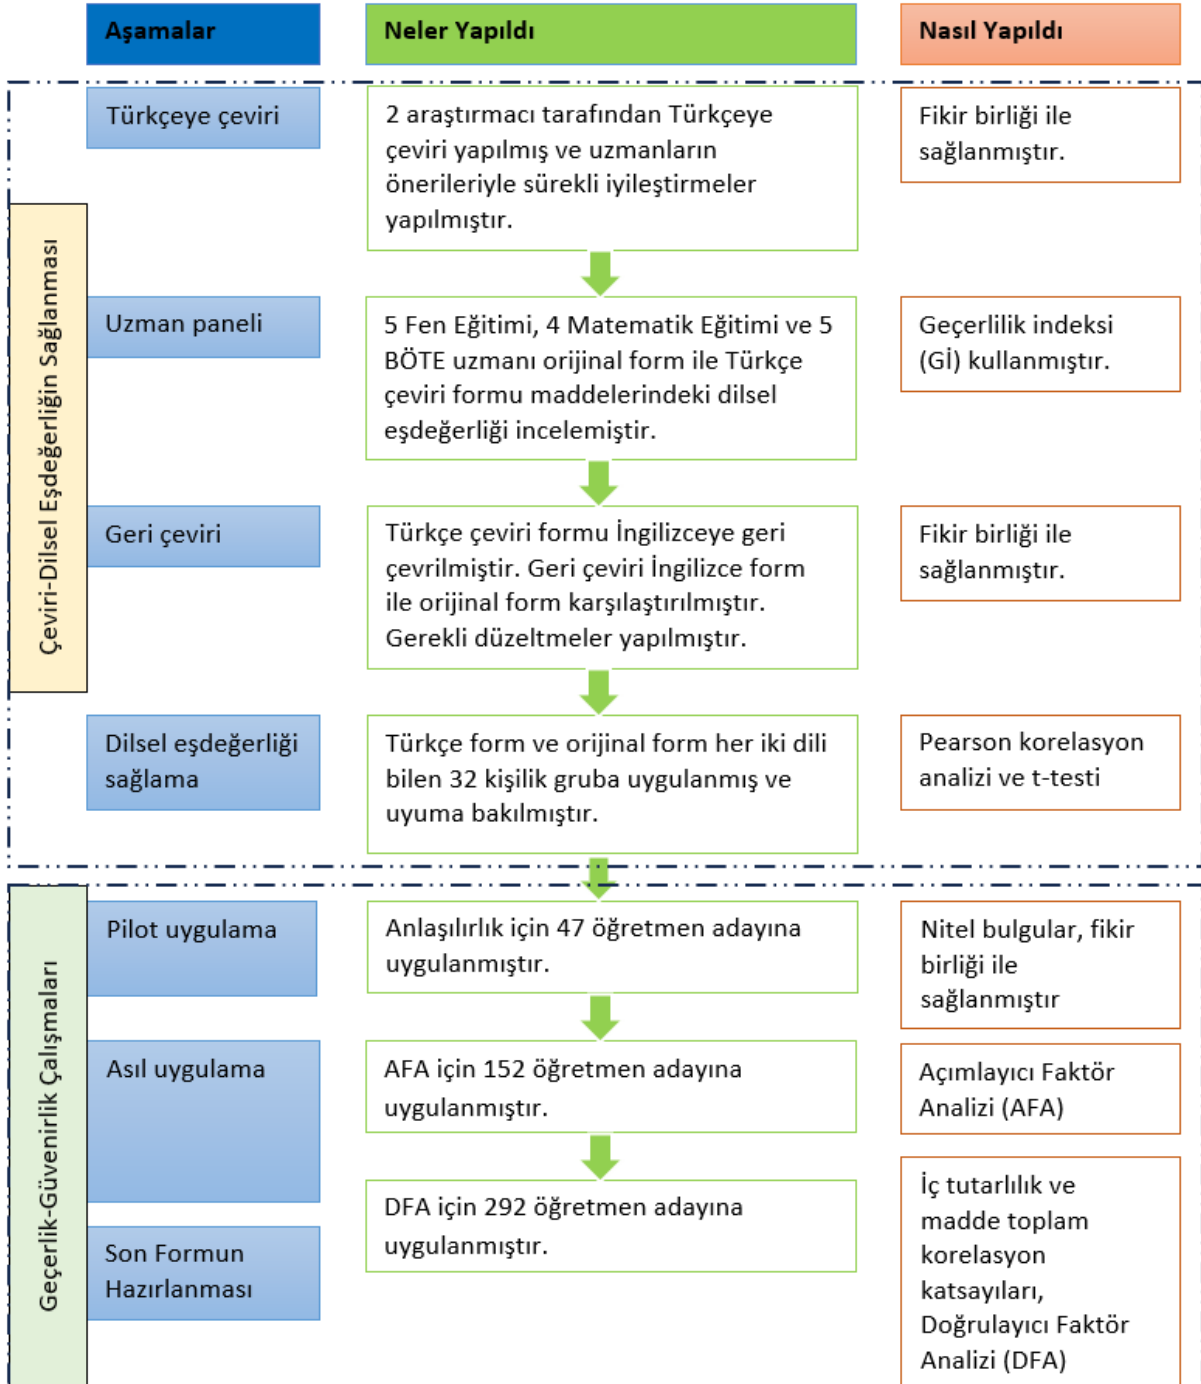 Aşamalar
Neler Yapıldı
Nasıl Yapıldı
Çeviri-Dilsel Eşdeğerliğin Sağlanması
Türkçeye çeviri
2 araştırmacı tarafından Türkçeye
çeviri yapılmış ve uzmanların
önerileriyle sürekli iyileştirmeler
yapılmıştır.
Fikir birliği ile
sağlanmıştır.
Uzman paneli
5 Fen Eğitimi, 4 Matematik Eğitimi ve 5
BÖTE uzmanı orijinal form ile Türkçe
çeviri formu maddelerindeki dilsel
eşdeğerliği incelemiştir.
Geçerlilik indeksi
(Gİ) kullanmıştır.
Geri çeviri
Türkçe çeviri formu İngilizceye geri
çevrilmiştir. Geri çeviri İngilizce form
ile orijinal form karşılaştırılmıştır.
Gerekli düzeltmeler yapılmıştır.
Fikir birliği ile
sağlanmıştır.
Dilsel eşdeğerliği
sağlama
Türkçe form ve orijinal form her iki dili
bilen 32 kişilik gruba uygulanmış ve
uyuma bakılmıştır.
Pearson korelasyon
analizi ve t-testi
Geçerlik-Güvenirlik Çalışmaları
Pilot uygulama
Anlaşılırlık için 47 öğretmen adayına
uygulanmıştır.
Nitel bulgular, fikir
birliği ile
sağlanmıştır
Asıl uygulama
AFA için 152 öğretmen adayına
uygulanmıştır.
Açımlayıcı Faktör
Analizi (AFA)
DFA için 292 öğretmen adayına
uygulanmıştır.
Son Formun
Hazırlanması
İç tutarlılık ve
madde toplam
korelasyon
katsayıları,
Doğrulayıcı Faktör
Analizi (DFA)